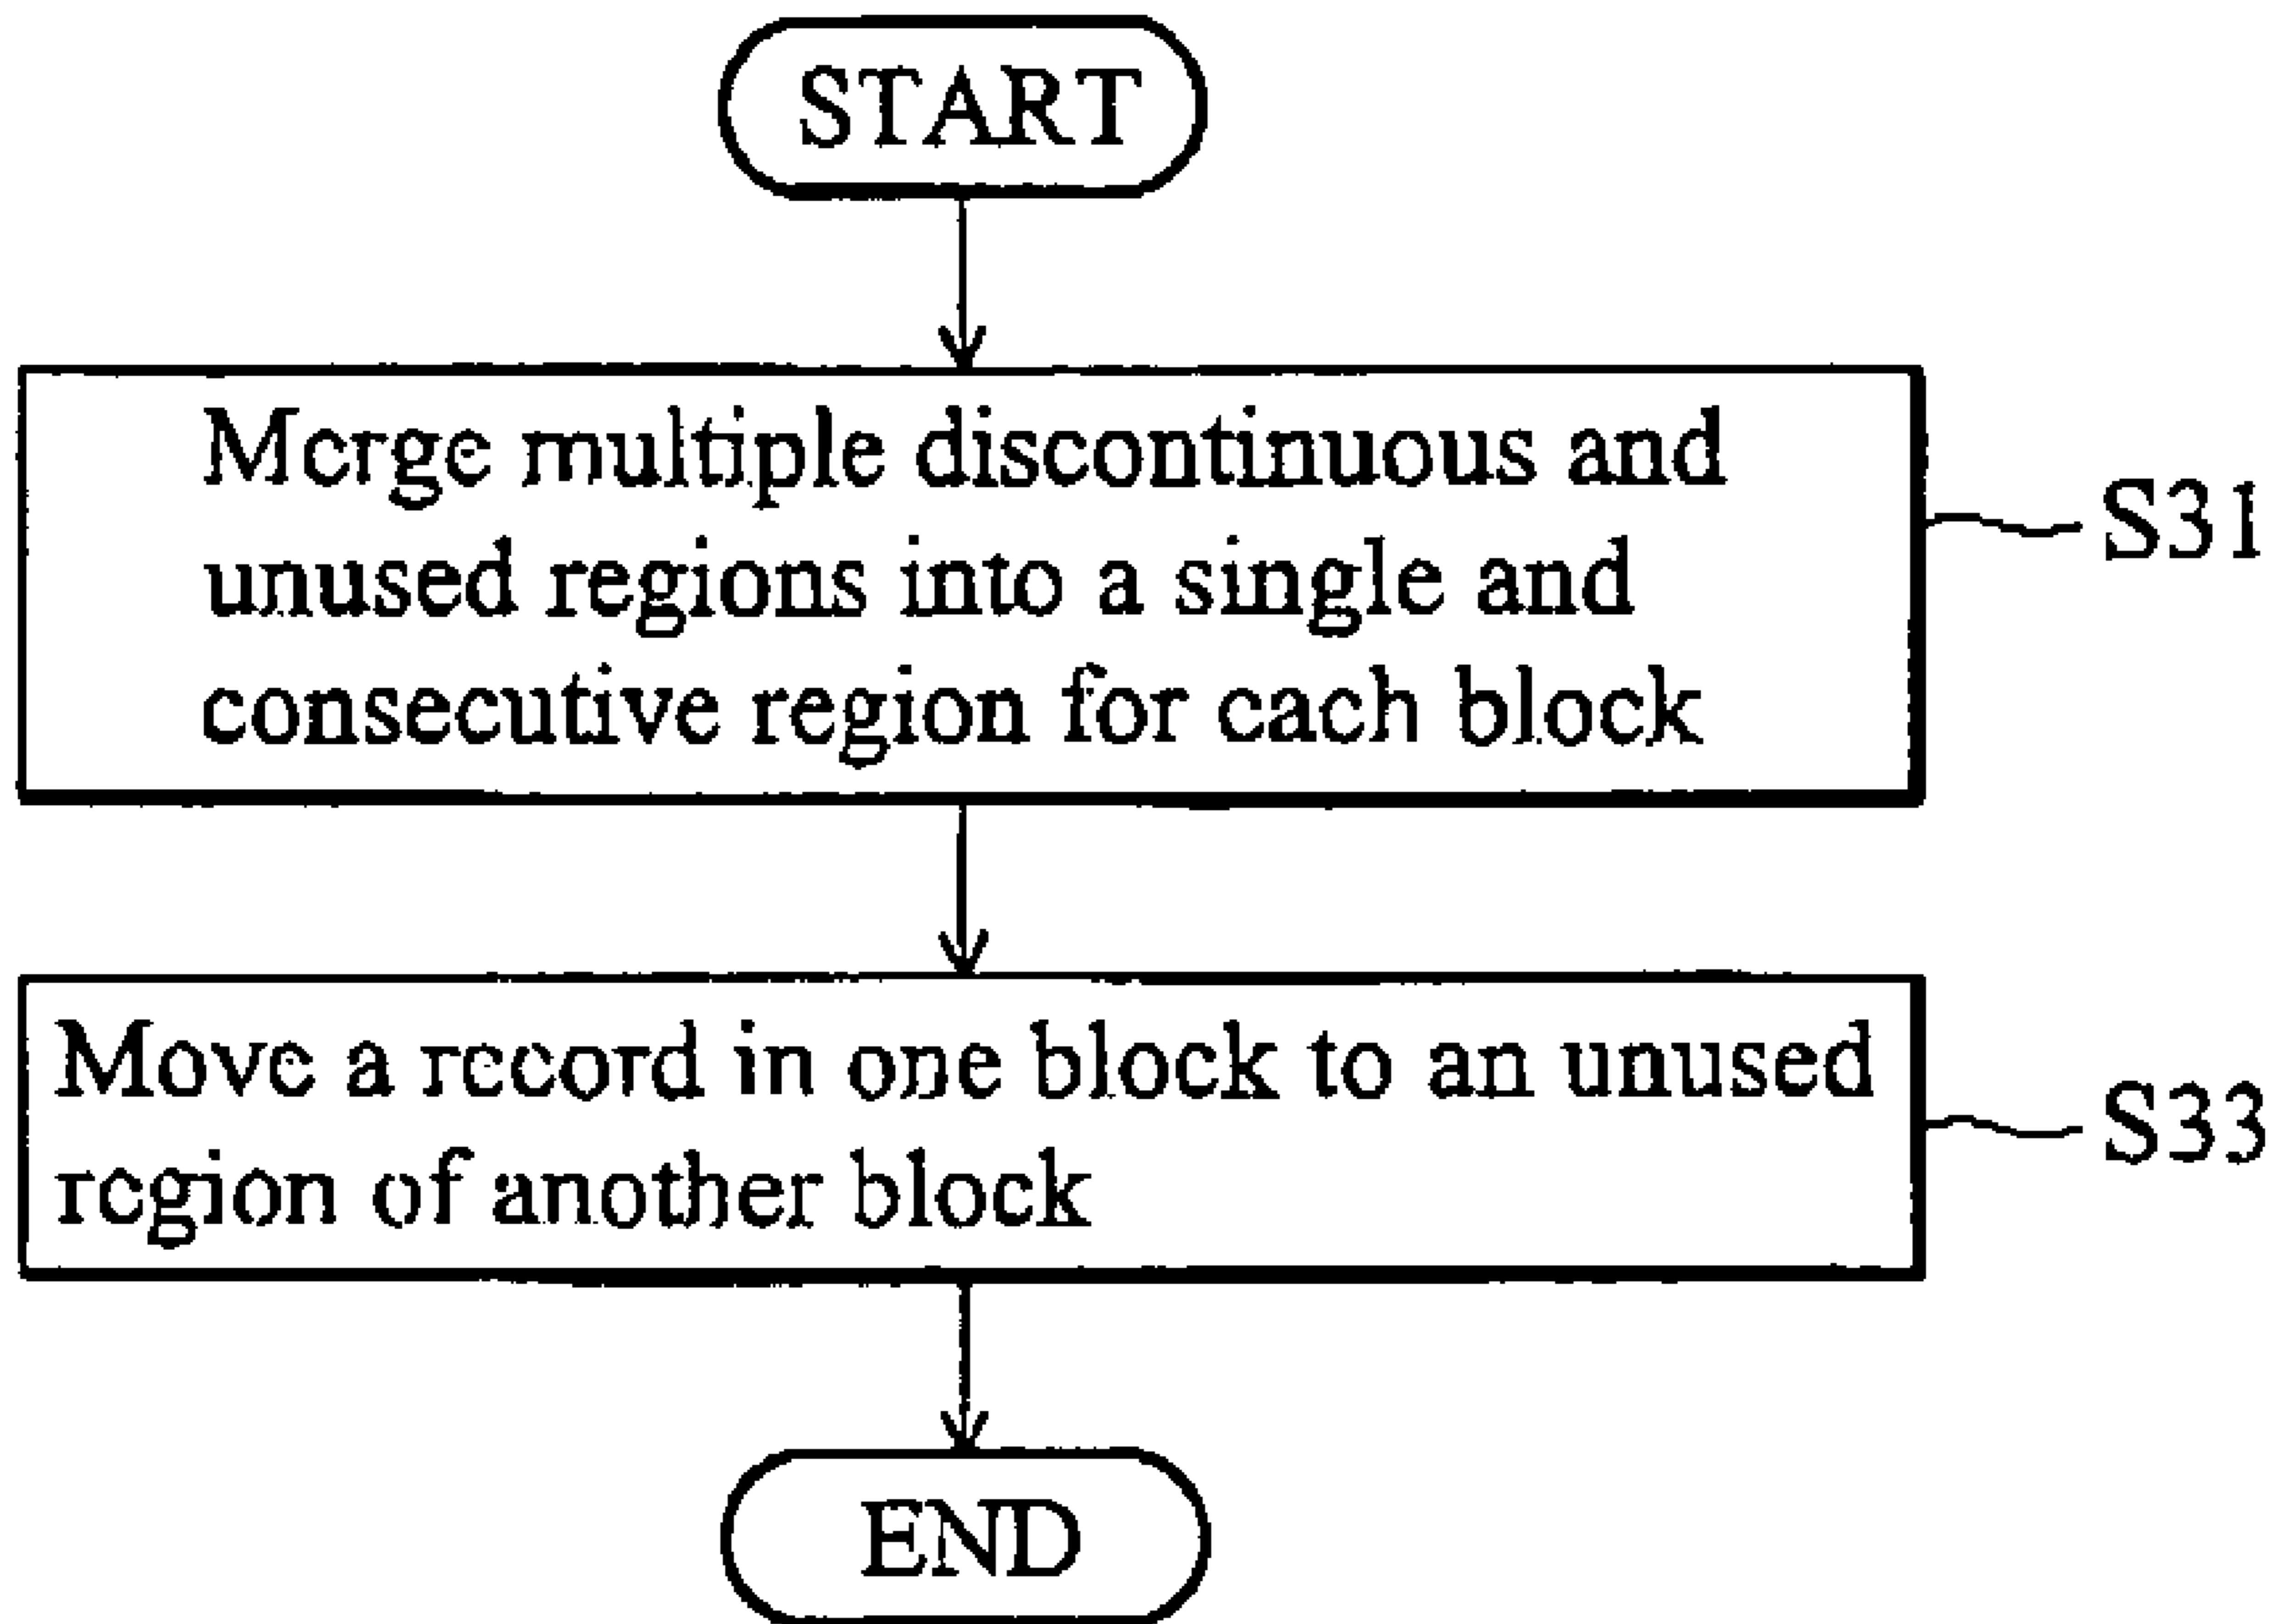 START
Merge multiple discontinuous and
unused regions into a single and
consecutive region for each block
S31
Move a record in one block to an unused
region of another block
S33
END